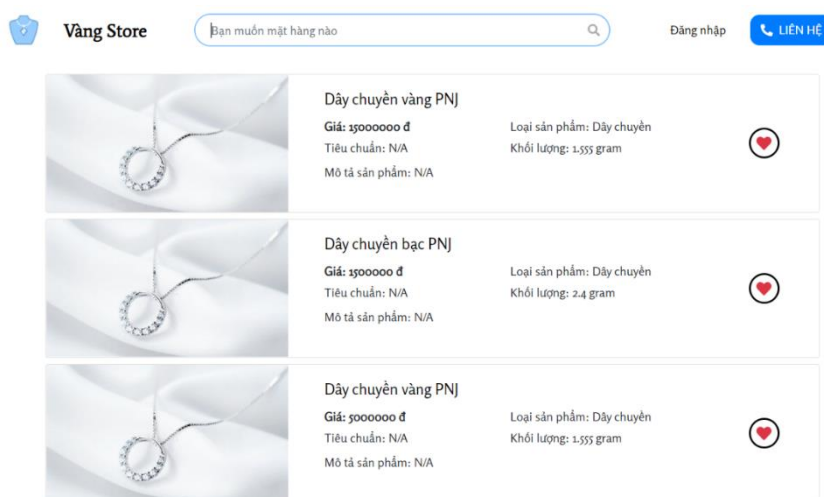 Vàng Store
Bạn muốn mặt hàng nào
Đăng nhập
LIÊN HỆ
Dây chuyền vàng PNJ
Giá: 15000000 đ
Loại sản phẩm: Dây chuyền
Tiêu chuẩn: N/A
Khối lượng: 1.555 gram
Mô tả sản phẩm: N/A
Dây chuyền bạc PNJ
Giá: 1500000 đ
Loại sản phẩm: Dây chuyền
Tiêu chuẩn: N/A
Khối lượng: 2.4 gram
Mô tả sản phẩm: N/A
Dây chuyền vàng PNJ
Giá: 5000000 đ
Loại sản phẩm: Dây chuyền
Tiêu chuẩn: N/A
Khối lượng: 1.555 gram
Mô tả sản phẩm: N/A